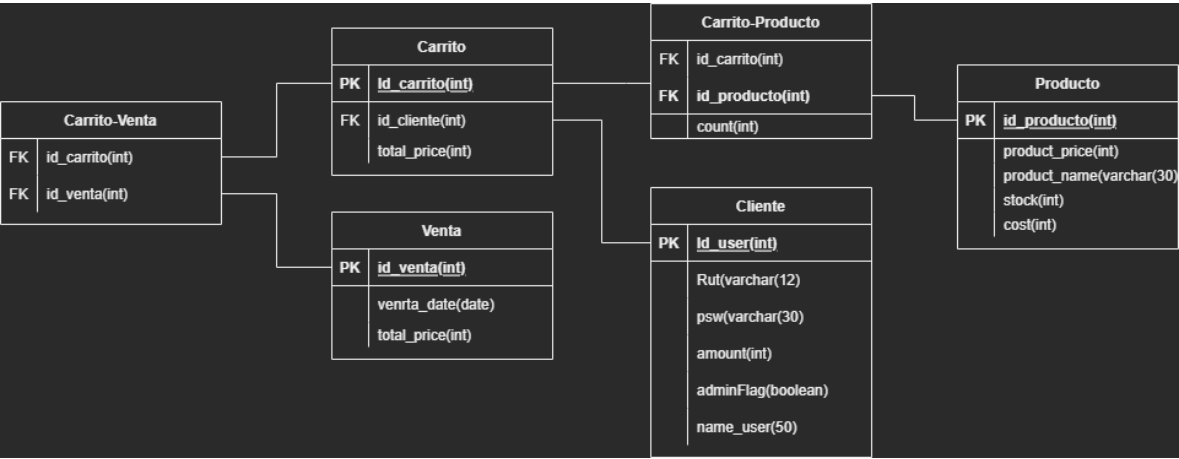 Carrito-Venta
FK id_carrito(int)
FK id_venta(int)
Carrito
PK Id_carrito(int)
FK id_cliente(int)
total_price(int)
Venta
PK id_venta(int)
venrta_date(date)
total_price(int)
Carrito-Producto
FK id_carrito(int)
FK id_producto(int)
count(int)
Cliente
PK Id_user(int)
Rut(varchar(12)
psw(varchar(30)
amount(int)
adminFlag(boolean)
name_user(50)
Producto
PK id_producto(int)
product_price(int)
product_name(varchar(30)
stock(int)
cost(int)